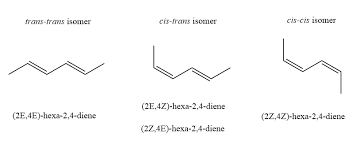 trans-trans isomer
cis-trans isomer
cis-cis isomer
(2E,4E)-hexa-2,4-diene
(2E,4Z)-hexa-2,4-diene
(2Z,4E)-hexa-2,4-diene
(2Z,4Z)-hexa-2,4-diene